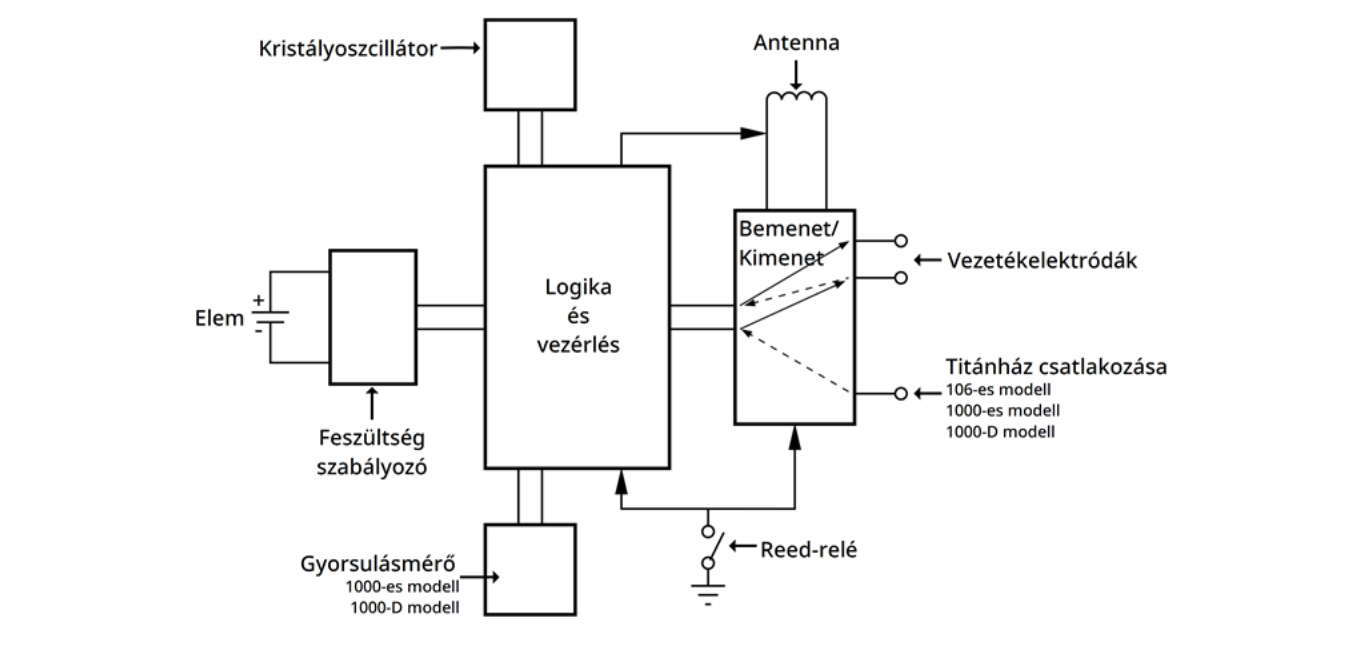 Kristályoszcillátor
Antenna
Bemenet/
Kimenet
Vezetékelektródák
Logika
és
vezérlés
Elem
+
-
Titánház csatlakozása
106-es modell
1000-es modell
1000-D modell
Feszültség
szabályozó
Reed-relé
Gyorsulásmérő
1000-es modell
1000-D modell